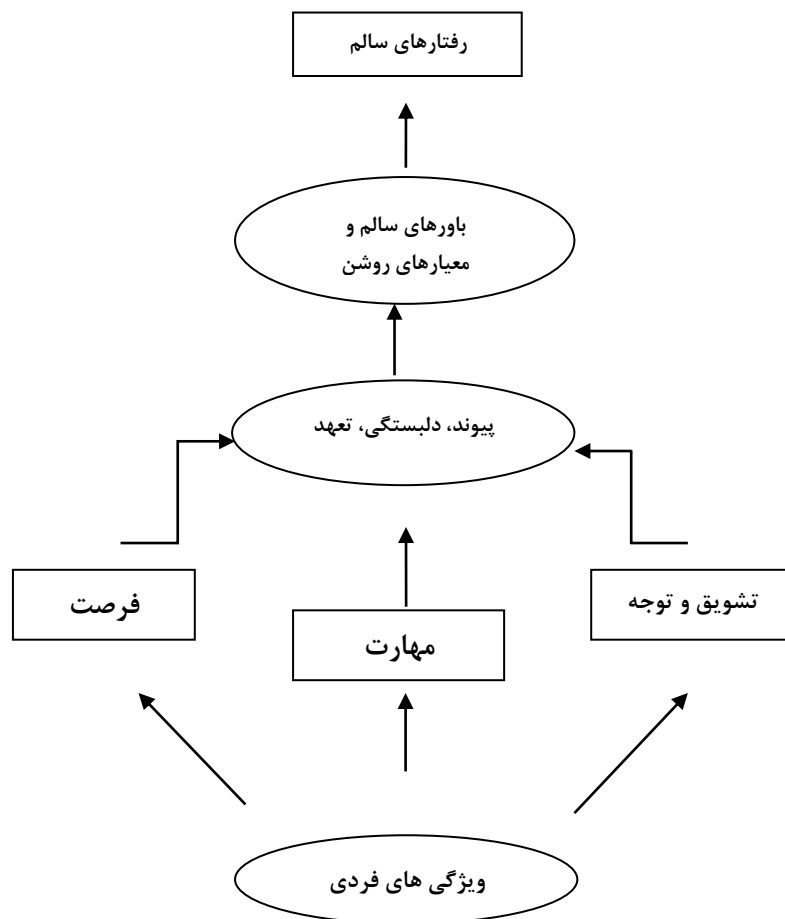 رفتارهای سالم
باورهای سالم و
معیارهای روشن
پیوند، دلبستگی، تعهد
تشویق و توجه
مهارت
فرصت
ویژگی های فردی